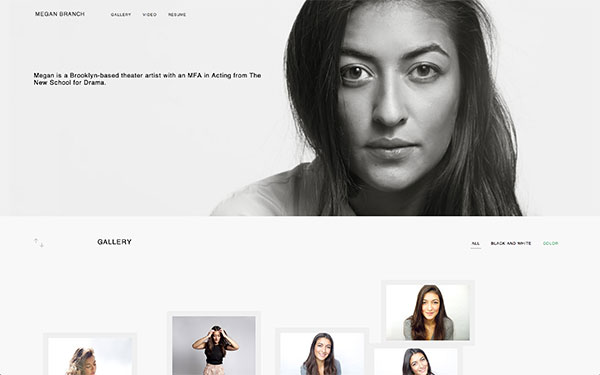 MEGAN BRANCH GALLERY VIDEO RESUME
Megan is a Brooklyn-based theater artist with an MFA in Acting from The
New School for Drama.
GALLERY ALL BLACK AND WHITE COLOR